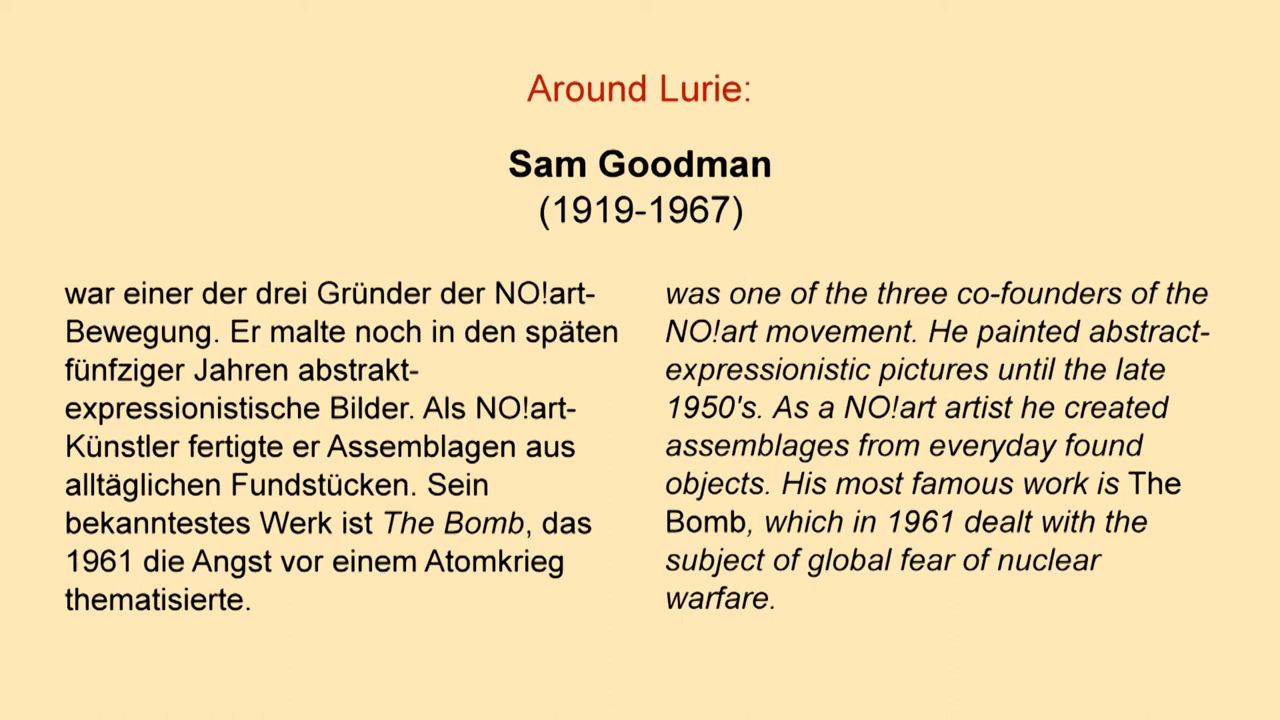 Around Lurie:
Sam Goodman
(1919-1967)
war einer der drei Gründer der NO!art-
Bewegung. Er malte noch in den späten
fünfziger Jahren abstrakt-
expressionistische Bilder. Als NO!art-
Künstler fertigte er Assemblagen aus
alltäglichen Fundstücken. Sein
bekanntestes Werk ist The Bomb, das
1961 die Angst vor einem Atomkrieg
thematisierte.
was one of the three co-founders of the
NO!art movement. He painted abstract-
expressionistic pictures until the late
1950's. As a NO!art artist he created
assemblages from everyday found
objects. His most famous work is The
Bomb, which in 1961 dealt with the
subject of global fear of nuclear
warfare.